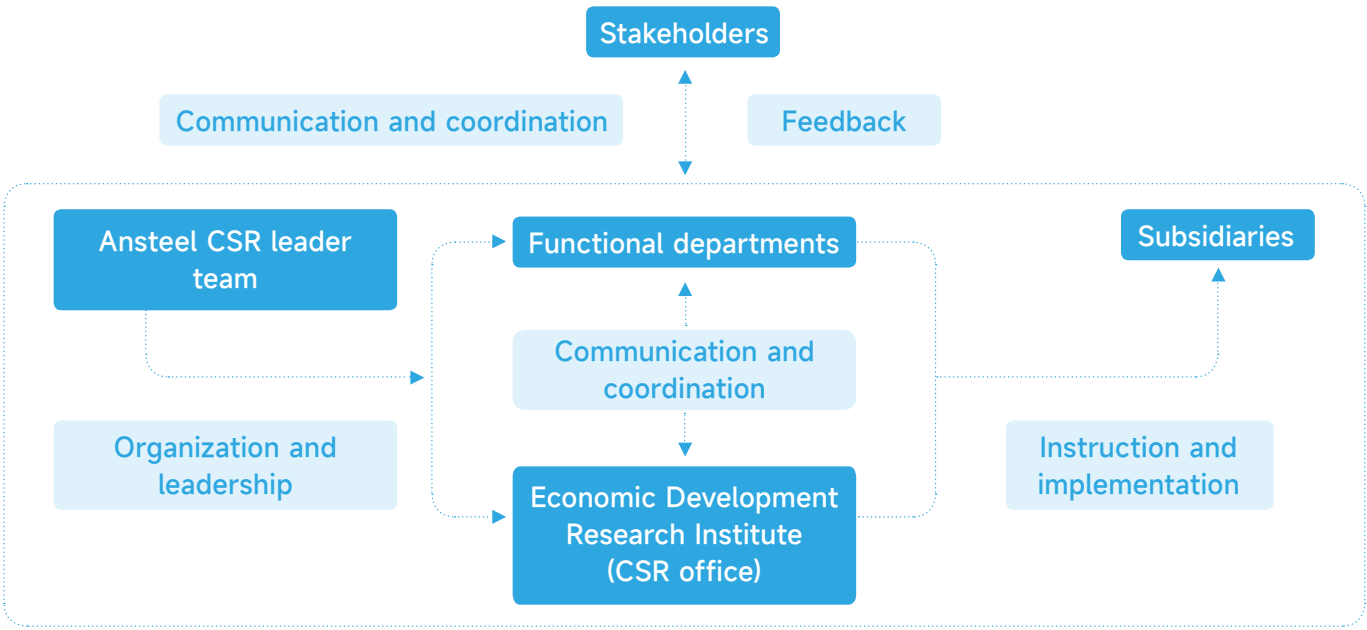 Stakeholders
Communication and coordination
Feedback
Ansteel CSR leader
team
Functional departments
Subsidiaries
Communication and
coordination
Organization and
leadership
Instruction and
implementation
Economic Development
Research Institute
(CSR office)